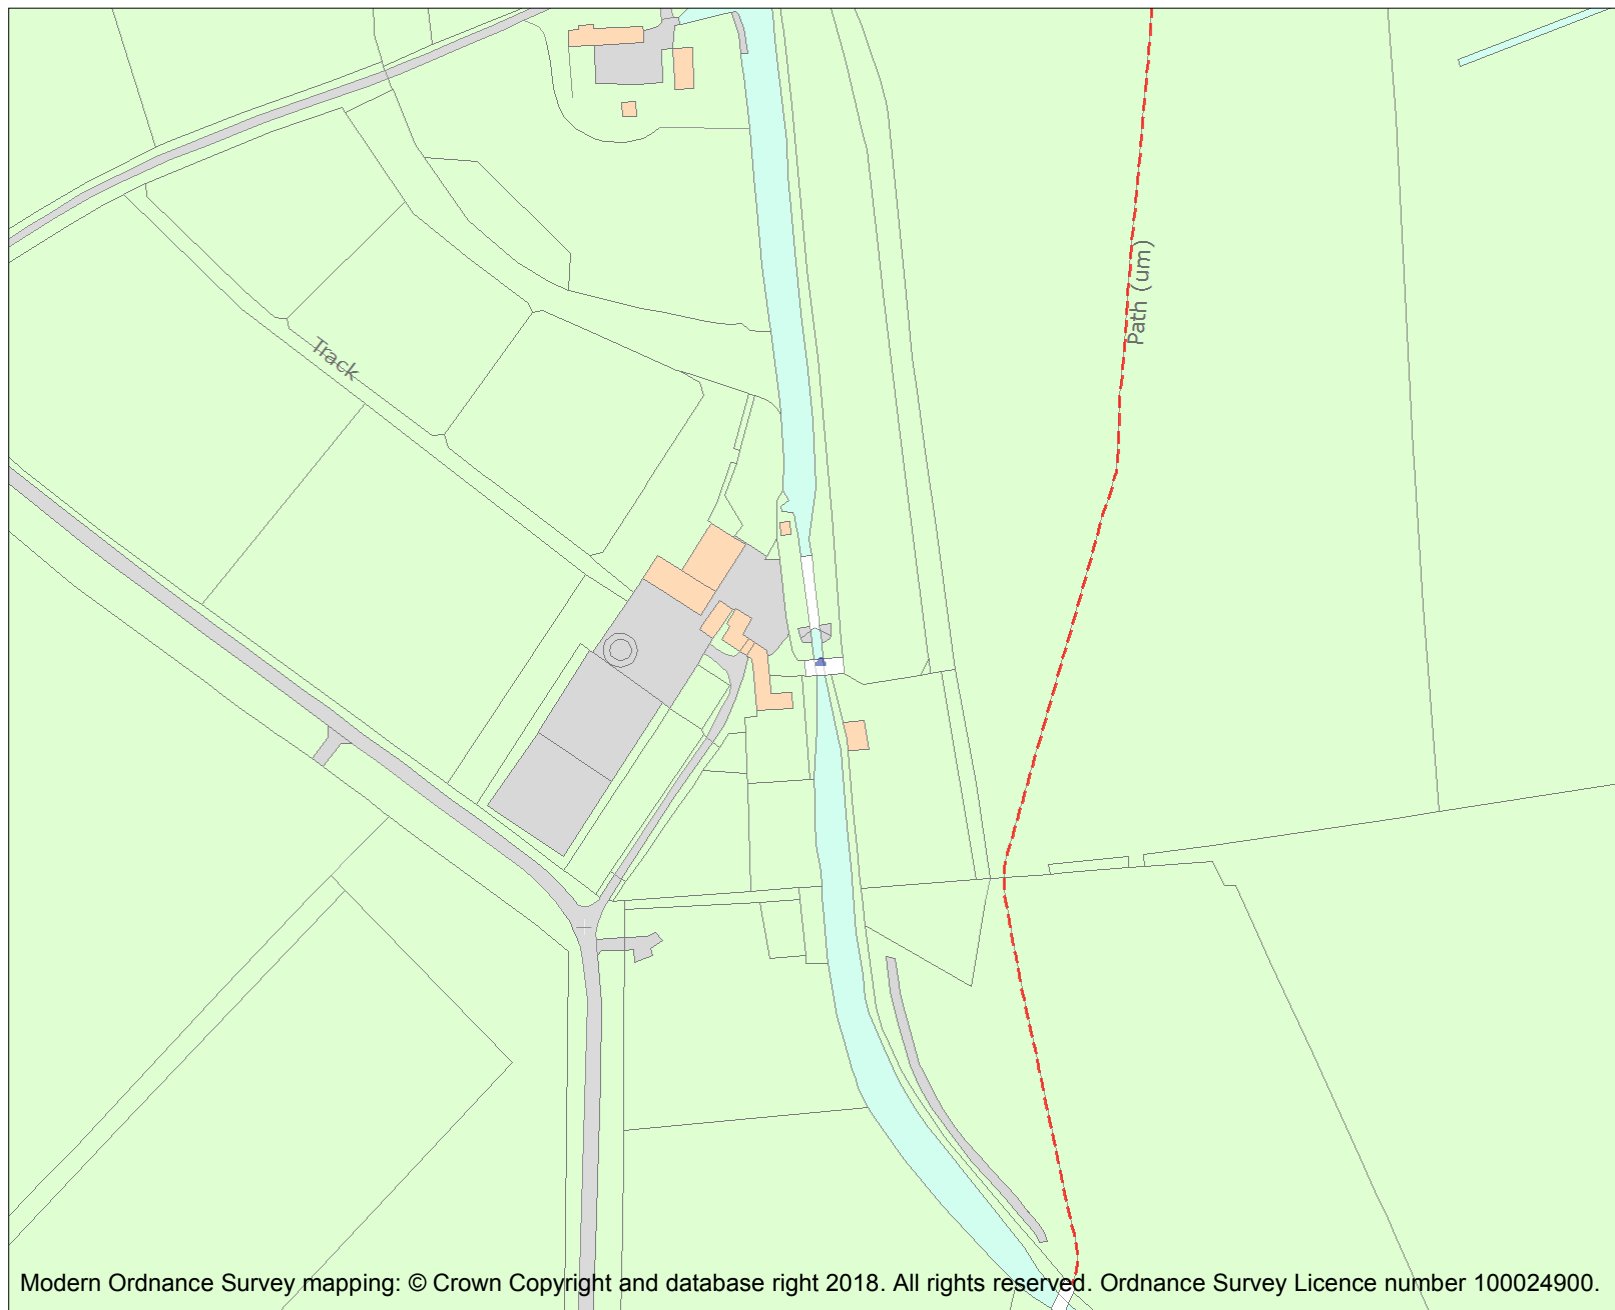 Path (um)
Track
Modern Ordnance Survey mapping: © Crown Copyright and database right 2018. All rights reserved. Ordnance Survey Licence number 100024900.